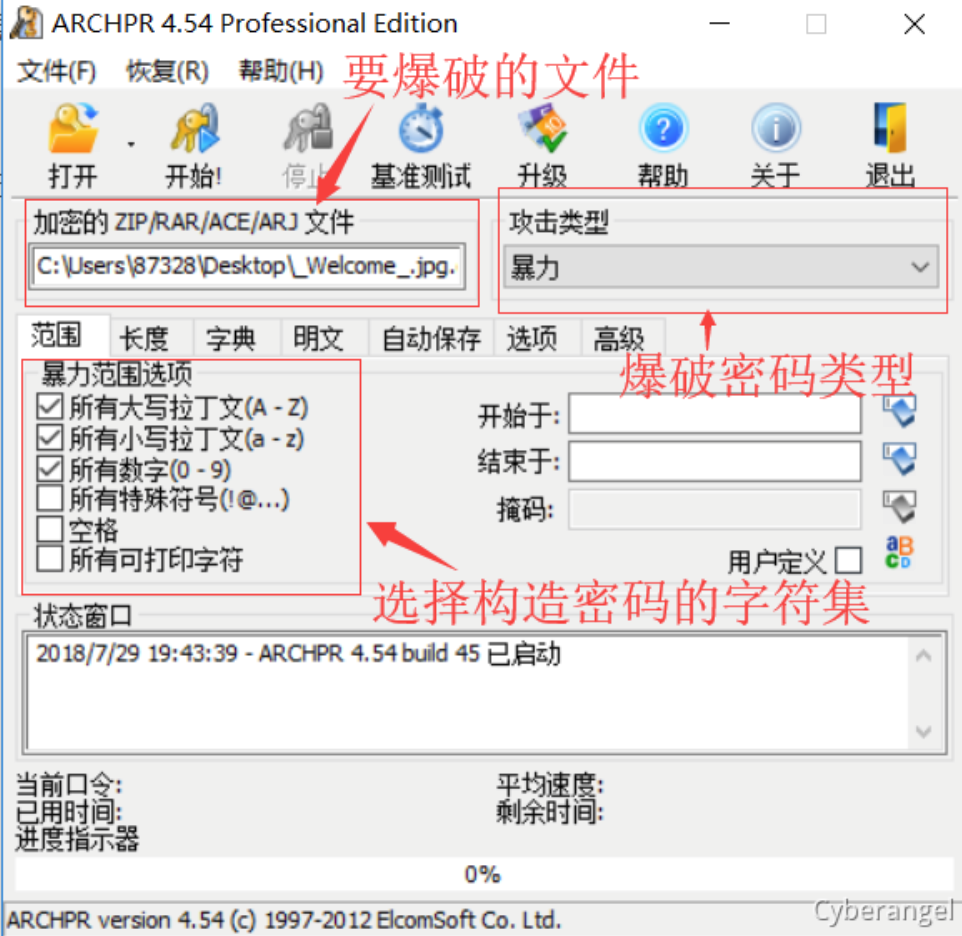 ARCHPR 4.54 Professional Edition
文件(F) 恢复(R) 帮助(H)
要爆破的文件
打开 开始! 停止 基准测试 升级 帮助 关于 退出
加密的 ZIP/RAR/ACE/ARJ 文件
攻击类型
C:\Users\87328\Desktop\_Welcome_.jpg.
暴力
范围 长度 字典 明文 自动保存 选项 高级
爆破密码类型
暴力范围选项
所有大写拉丁文(A - Z)
所有小写拉丁文(a - z)
所有数字(0 - 9)
所有特殊符号(!@...)
空格
所有可打印字符
开始于:
结束于:
掩码:
用户定义
选择构造密码的字符集
状态窗口
2018/7/29 19:43:39 - ARCHPR 4.54 build 45 已启动
当前口令: 平均速度:
已用时间: 剩余时间:
进度指示器
0%
ARCHPR version 4.54 (c) 1997-2012 ElcomSoft Co. Ltd.
Cyberangel